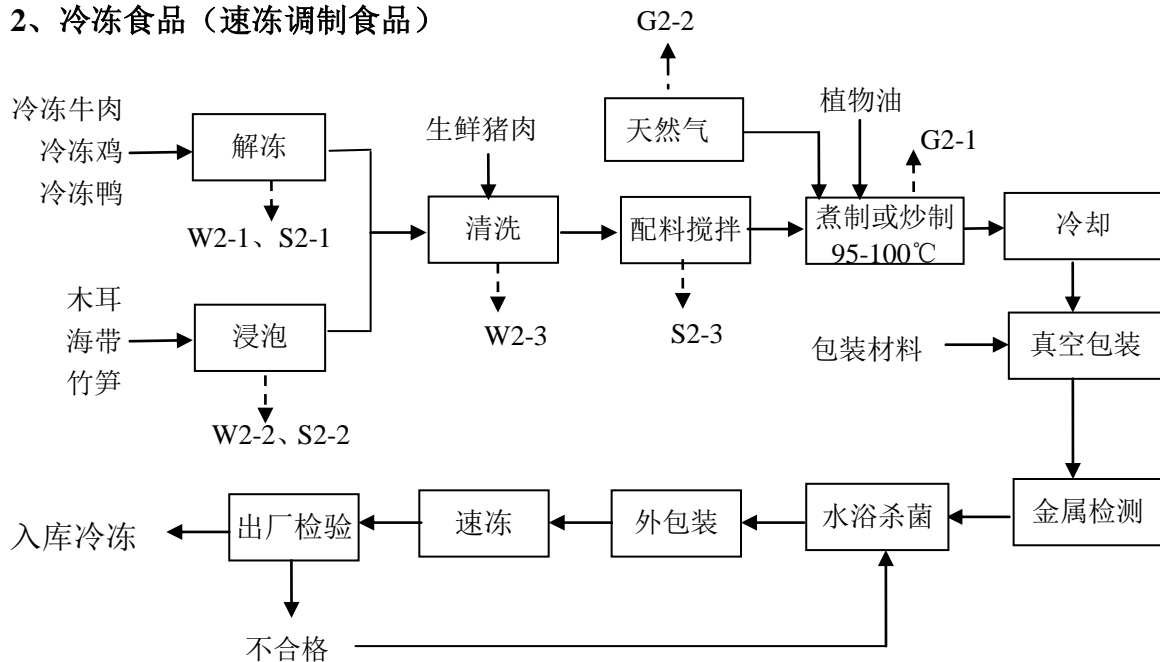 2、冷冻食品（速冻调制食品）
G2-2
冷冻牛肉
冷冻鸡
冷冻鸭
解冻
W2-1、S2-1
生鲜猪肉
天然气
植物油
G2-1
清洗
配料搅拌
煮制或炒制
95-100℃
冷却
木耳
海带
竹笋
浸泡
W2-2、S2-2
W2-3
S2-3
包装材料
真空包装
入库冷冻
出厂检验
速冻
外包装
水浴杀菌
金属检测
不合格